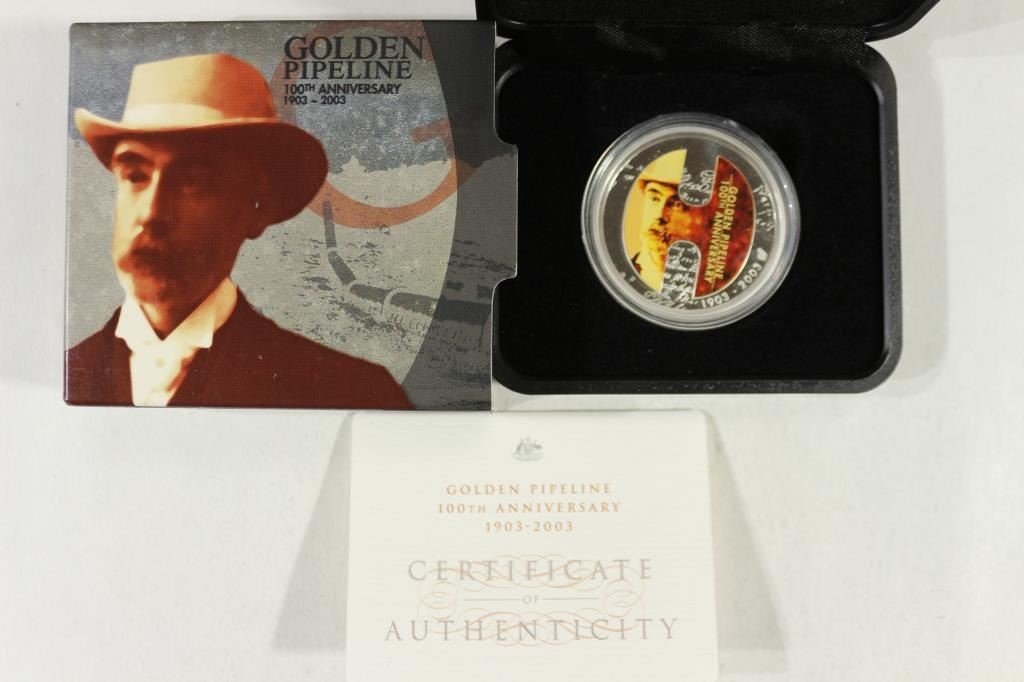 GOLDEN
PIPELINE
100TH ANNIVERSARY
1903 - 2003
GOLDEN PIPELINE
100TH ANNIVERSARY
1903 - 2003
GOLDEN PIPELINE
100TH ANNIVERSARY
1903-2003
CERTIFICATE
OF
AUTHENTICITY